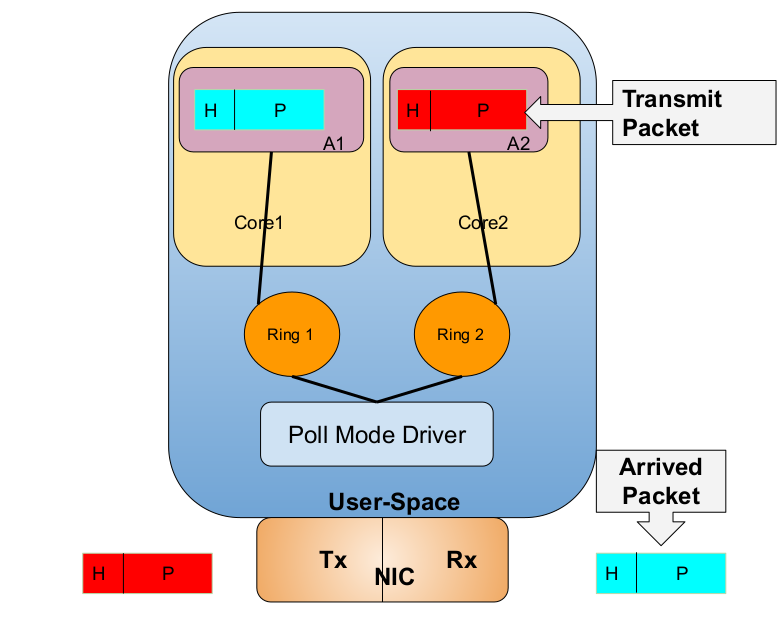 H P
A1
H P
A2
Transmit
Packet
Core1
Core2
Ring 1
Ring 2
Poll Mode Driver
Arrived
Packet
User-Space
Tx
Rx
NIC
H P
H P